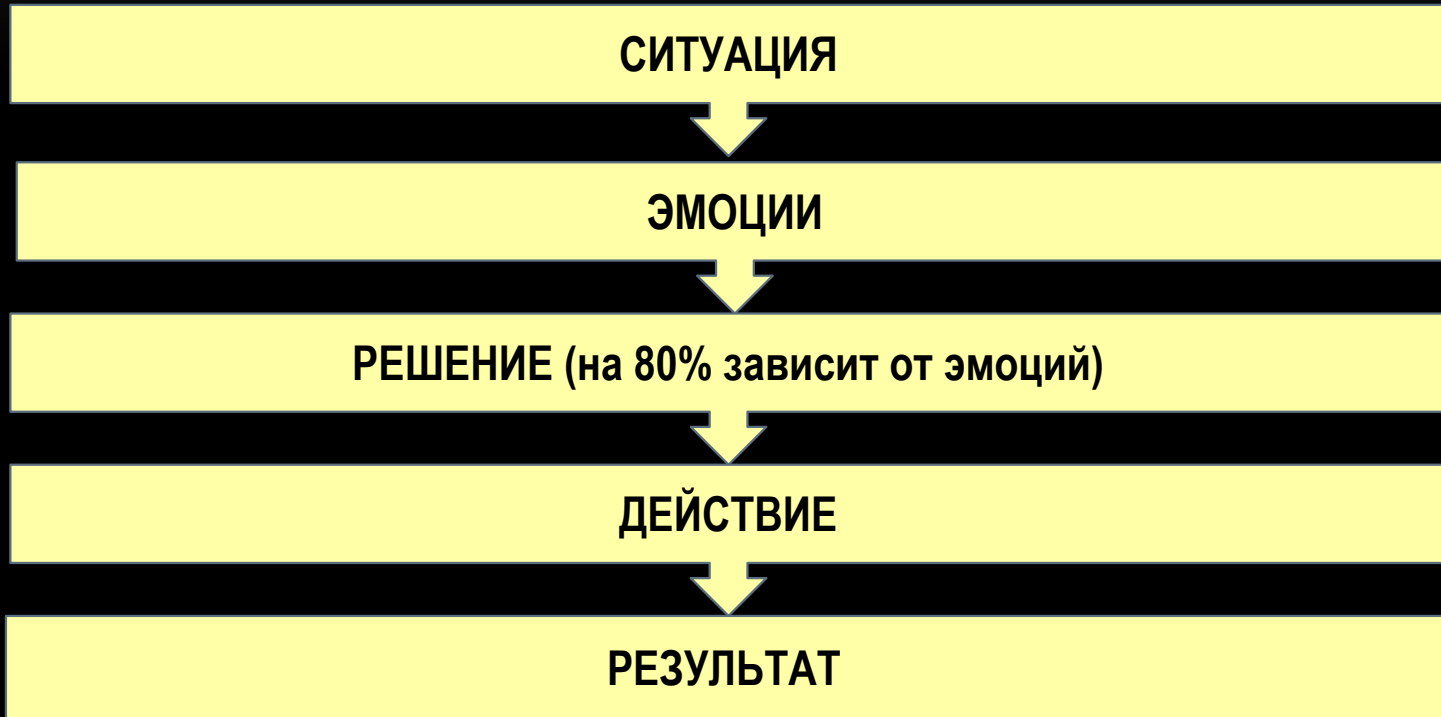 СИТУАЦИЯ
ЭМОЦИИ
РЕШЕНИЕ (на 80% зависит от эмоций)
ДЕЙСТВИЕ
РЕЗУЛЬТАТ